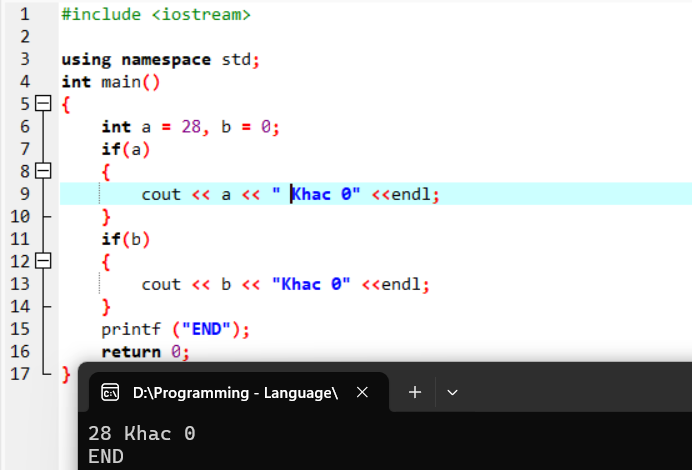 1 #include <iostream>
2
3 using namespace std;
4 int main()
5 {
6 int a = 28, b = 0;
7 if(a)
8 {
9 cout << a << " Khac 0" <<endl;
10 }
11 if(b)
12 {
13 cout << b << "Khac 0" <<endl;
14 }
15 printf ("END");
16 return 0;
17 }
D:\Programming - Language\
28 Khac 0
END